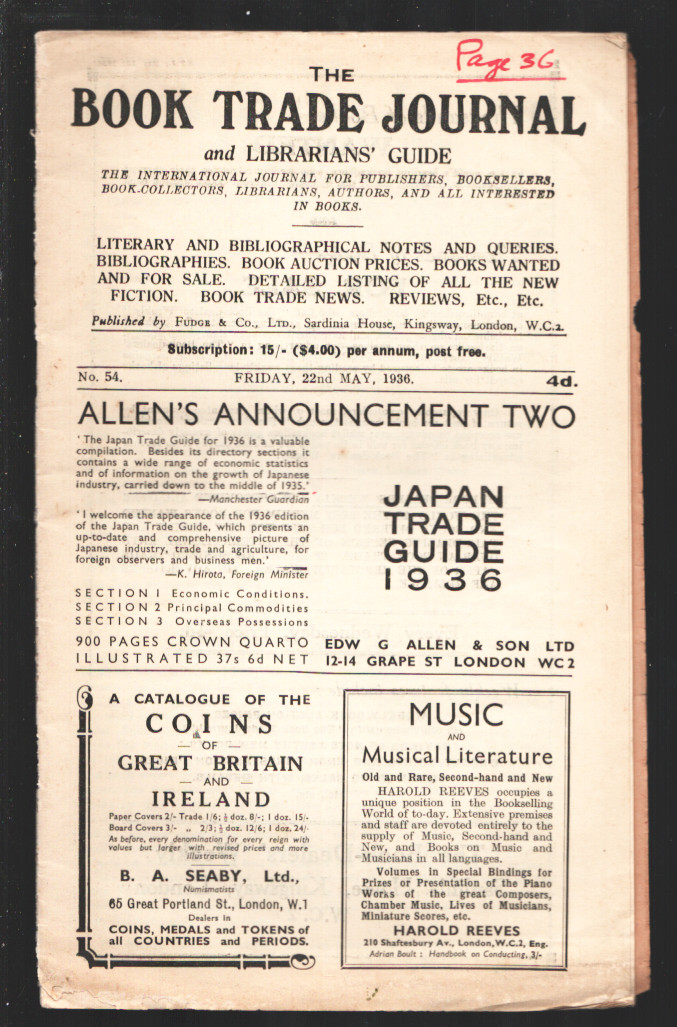 Page 36
THE
BOOK TRADE JOURNAL
and LIBRARIANS' GUIDE
THE INTERNATIONAL JOURNAL FOR PUBLISHERS, BOOKSELLERS,
BOOK-COLLECTORS, LIBRARIANS, AUTHORS, AND ALL INTERESTED
IN BOOKS.
LITERARY AND BIBLIOGRAPHICAL NOTES AND QUERIES.
BIBLIOGRAPHIES. BOOK AUCTION PRICES. BOOKS WANTED
AND FOR SALE. DETAILED LISTING OF ALL THE NEW
FICTION. BOOK TRADE NEWS. REVIEWS, Etc., Etc.
Published by FUDGE & Co., LTD., Sardinia House, Kingsway, London, W.C.2.
Subscription: 15/- ($4.00) per annum, post free.
No. 54. FRIDAY, 22nd MAY, 1936. 4d.
ALLEN'S ANNOUNCEMENT TWO
'The Japan Trade Guide for 1936 is a valuable
compilation. Besides its directory sections it
contains a wide range of economic statistics
and of information on the growth of Japanese
industry, carried down to the middle of 1935.'
—Manchester Guardian
'I welcome the appearance of the 1936 edition
of the Japan Trade Guide, which presents an
up-to-date and comprehensive picture of
Japanese industry, trade and agriculture, for
foreign observers and business men.'
—K. Hirota, Foreign Minister
SECTION 1 Economic Conditions.
SECTION 2 Principal Commodities
SECTION 3 Overseas Possessions
900 PAGES CROWN QUARTO
ILLUSTRATED 37s 6d NET
JAPAN
TRADE
GUIDE
1936
EDW G ALLEN & SON LTD
12-14 GRAPE ST LONDON WC2
A CATALOGUE OF THE
COINS
— OF —
GREAT BRITAIN
— AND —
IRELAND
Paper Covers 2/- Trade 1/6; ½ doz. 8/-; 1 doz. 15/-
Board Covers 3/- „ 2/3; ½ doz. 12/6; 1 doz. 24/-
As before, every denomination for every reign with
values but larger with revised prices and more
illustrations.
B. A. SEABY, Ltd.,
Numismatists
65 Great Portland St., London, W.1
Dealers in
COINS, MEDALS and TOKENS of
all COUNTRIES and PERIODS.
MUSIC
AND
Musical Literature
Old and Rare, Second-hand and New
HAROLD REEVES occupies a
unique position in the Bookselling
World of to-day. Extensive premises
and staff are devoted entirely to the
supply of Music, Second-hand and
New, and Books on Music and
Musicians in all languages.
Volumes in Special Bindings for
Prizes or Presentation of the Piano
Works of the great Composers,
Chamber Music, Lives of Musicians,
Miniature Scores, etc.
HAROLD REEVES
210 Shaftesbury Av., London, W.C.2, Eng.
Adrian Boult : Handbook on Conducting, 3/-